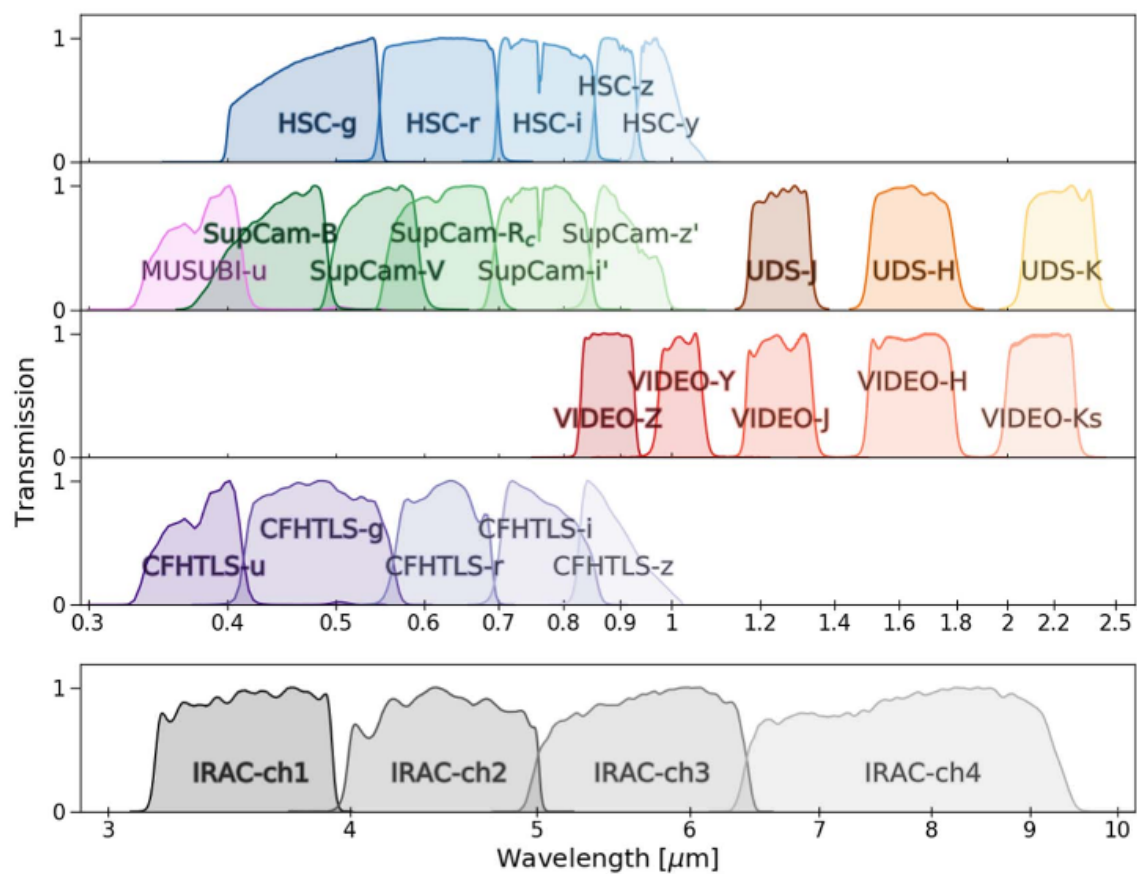 1
HSC-z
HSC-g HSC-r HSC-i HSC-y
0
1
SupCam-B SupCam-Rc SupCam-z'
MUSUBI-u SupCam-V SupCam-i' UDS-J UDS-H UDS-K
0
Transmission
1
VIDEO-Y VIDEO-H
VIDEO-Z VIDEO-J VIDEO-Ks
0
1
CFHTLS-g CFHTLS-i
CFHTLS-u CFHTLS-r CFHTLS-z
0
0.3 0.4 0.5 0.6 0.7 0.8 0.9 1 1.2 1.4 1.6 1.8 2 2.2 2.5
1
IRAC-ch1 IRAC-ch2 IRAC-ch3 IRAC-ch4
0
3 4 5 6 7 8 9 10
Wavelength [μm]